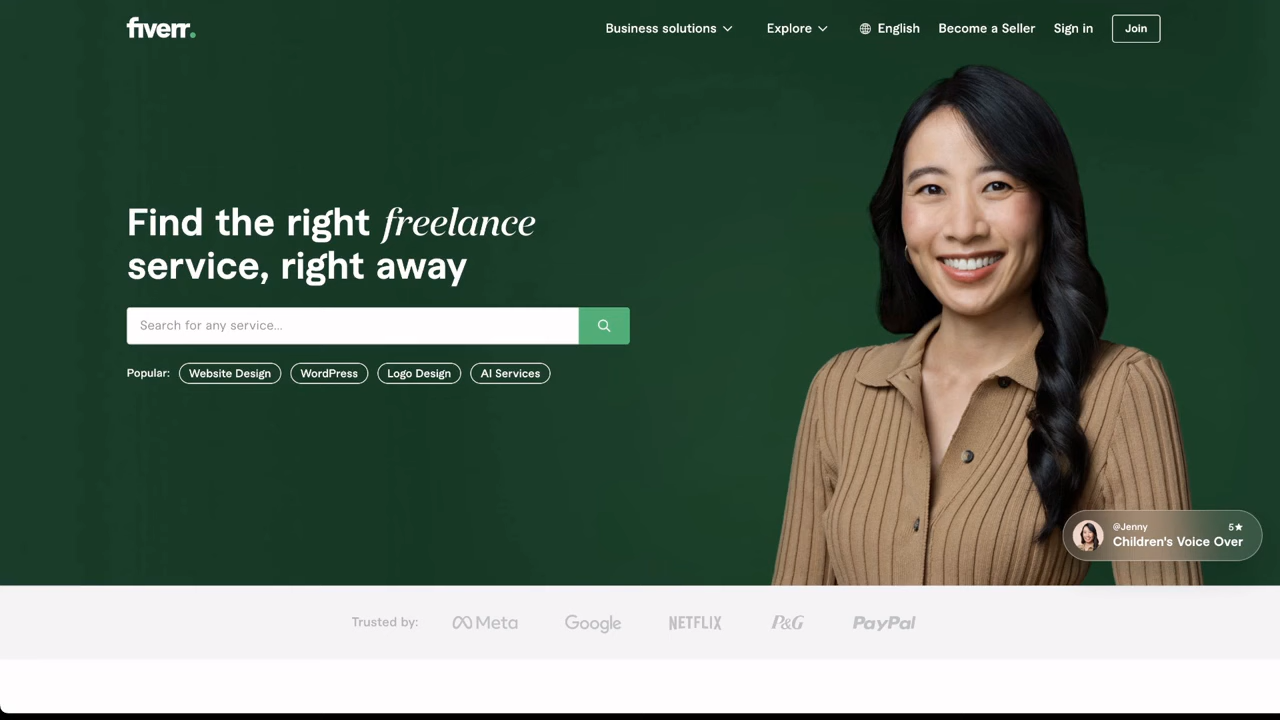 fiverr.
Business solutions
Explore
English
Become a Seller
Sign in
Join
Find the right freelance
service, right away
Search for any service...
Popular:
Website Design
WordPress
Logo Design
AI Services
@Jenny
5★
Children's Voice Over
Trusted by:
Meta
Google
NETFLIX
P&G
PayPal